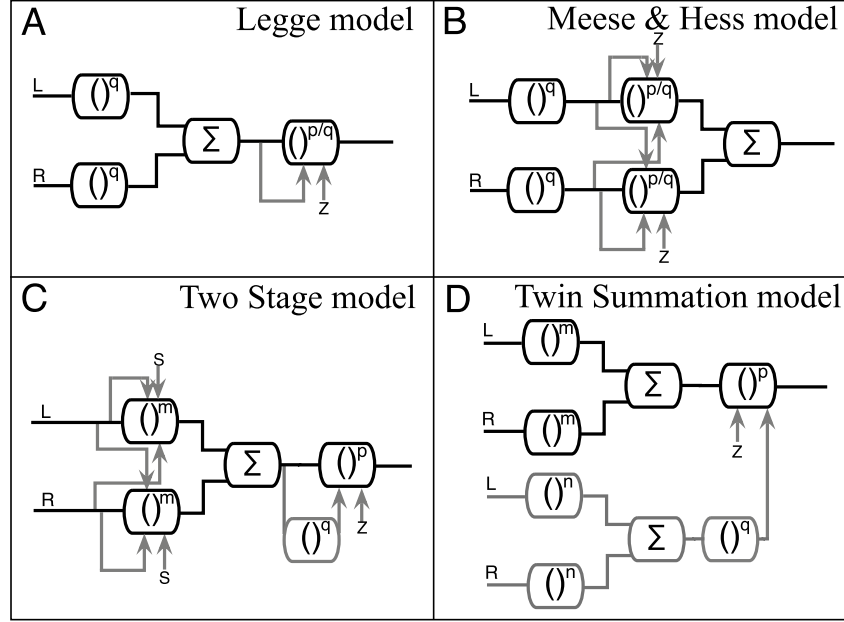 A Legge model
L ()q
Σ ()p/q
R ()q
Z
B Meese & Hess model
Z
L ()q ()p/q
Σ
R ()q ()p/q
Z
C Two Stage model
S
L ()m
Σ ()p
R ()m
()q Z
S
D Twin Summation model
L ()m
Σ ()p
R ()m
Z
L ()n
Σ ()q
R ()n